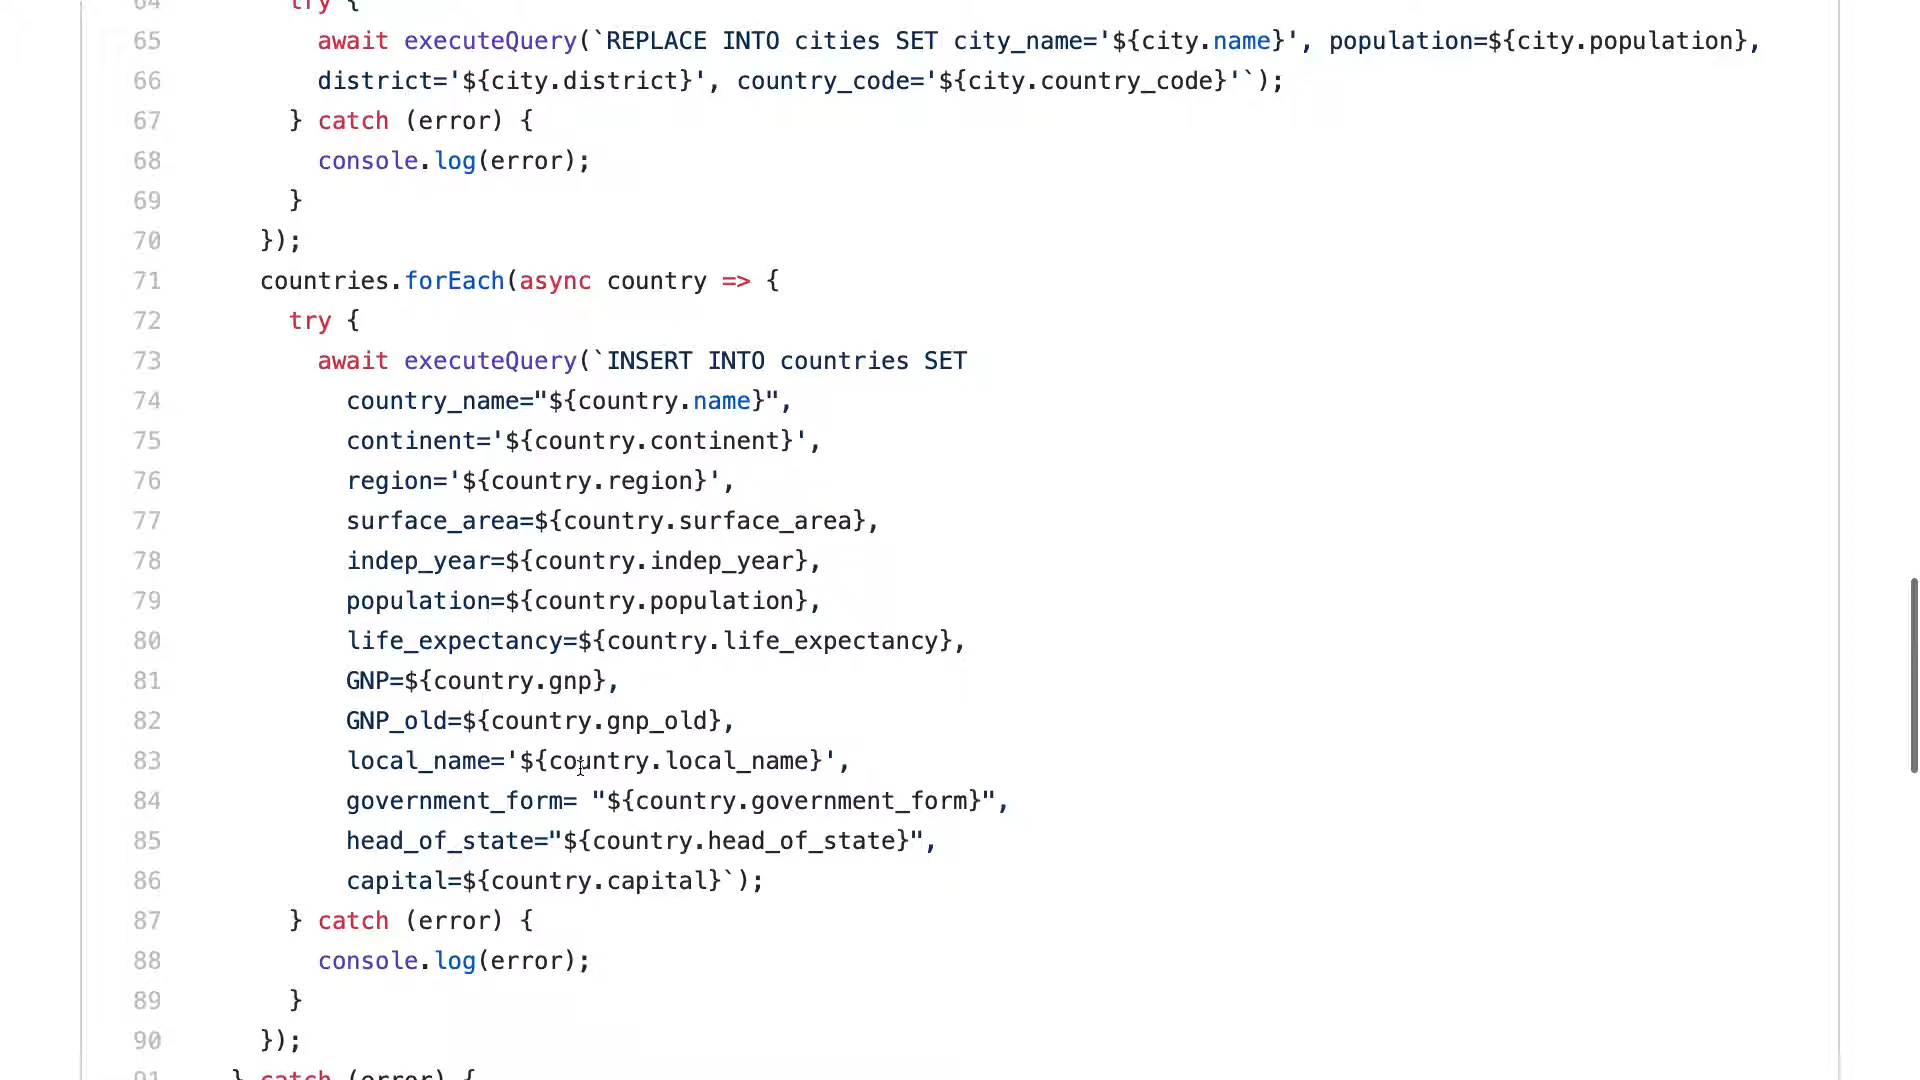 64 try {
65 await executeQuery(`REPLACE INTO cities SET city_name='${city.name}', population=${city.population},
66 district='${city.district}', country_code='${city.country_code}'`);
67 } catch (error) {
68 console.log(error);
69 }
70 });
71 countries.forEach(async country => {
72 try {
73 await executeQuery(`INSERT INTO countries SET
74 country_name="${country.name}",
75 continent='${country.continent}',
76 region='${country.region}',
77 surface_area=${country.surface_area},
78 indep_year=${country.indep_year},
79 population=${country.population},
80 life_expectancy=${country.life_expectancy},
81 GNP=${country.gnp},
82 GNP_old=${country.gnp_old},
83 local_name='${country.local_name}',
84 government_form= "${country.government_form}",
85 head_of_state="${country.head_of_state}",
86 capital=${country.capital}`);
87 } catch (error) {
88 console.log(error);
89 }
90 });
91 } catch (error) {